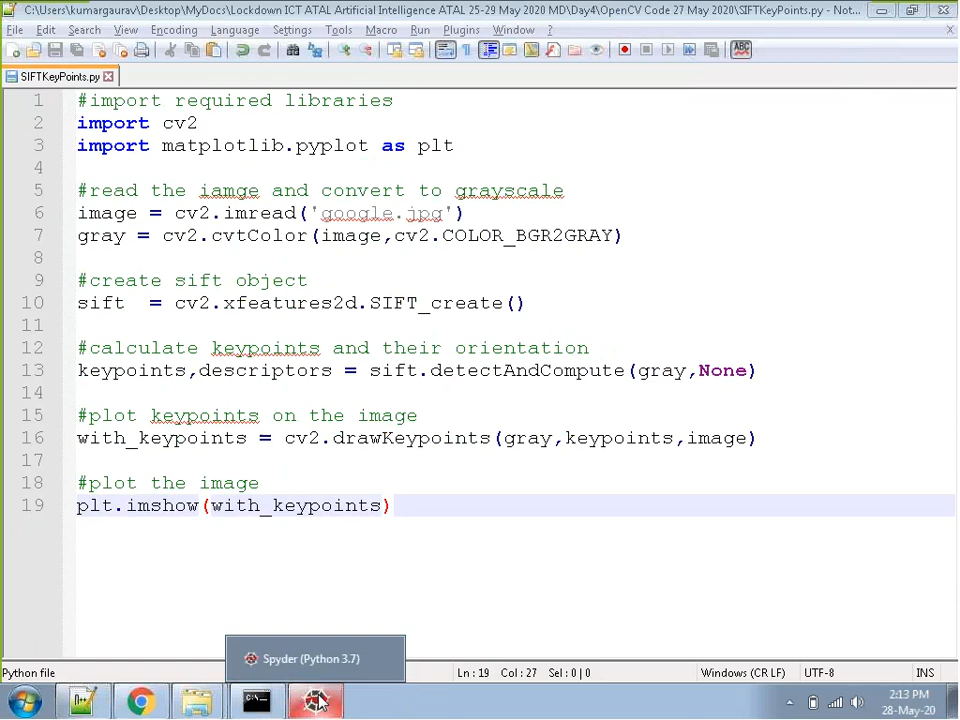 C:\Users\kumargaurav\Desktop\MyDocs\Lockdown ICT ATAL Artificial Intelligence ATAL 25-29 May 2020 MD\Day4\OpenCV Code 27 May 2020\SIFTKeyPoints.py - Not...
File Edit Search View Encoding Language Settings Tools Macro Run Plugins Window ? X
SIFTKeyPoints.py
1 #import required libraries
2 import cv2
3 import matplotlib.pyplot as plt
4
5 #read the iamge and convert to grayscale
6 image = cv2.imread('google.jpg')
7 gray = cv2.cvtColor(image,cv2.COLOR_BGR2GRAY)
8
9 #create sift object
10 sift  = cv2.xfeatures2d.SIFT_create()
11
12 #calculate keypoints and their orientation
13 keypoints,descriptors = sift.detectAndCompute(gray,None)
14
15 #plot keypoints on the image
16 with_keypoints = cv2.drawKeypoints(gray,keypoints,image)
17
18 #plot the image
19 plt.imshow(with_keypoints)
Spyder (Python 3.7)
Python file Ln : 19 Col : 27 Sel : 0 | 0 Windows (CR LF) UTF-8 INS
2:13 PM
28-May-20